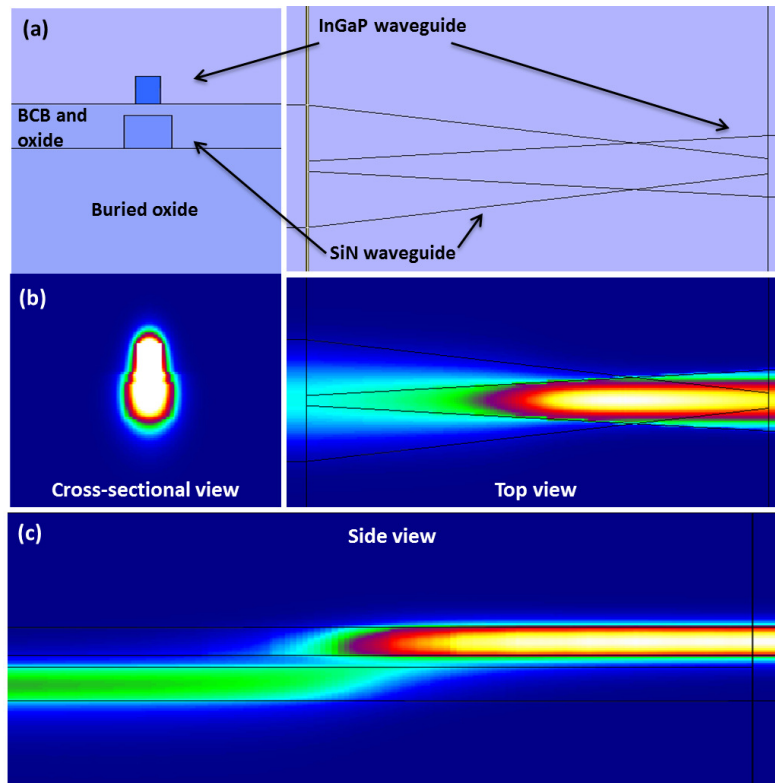 (a)
InGaP waveguide
BCB and
oxide
Buried oxide
SiN waveguide
(b)
Cross-sectional view
Top view
(c)
Side view